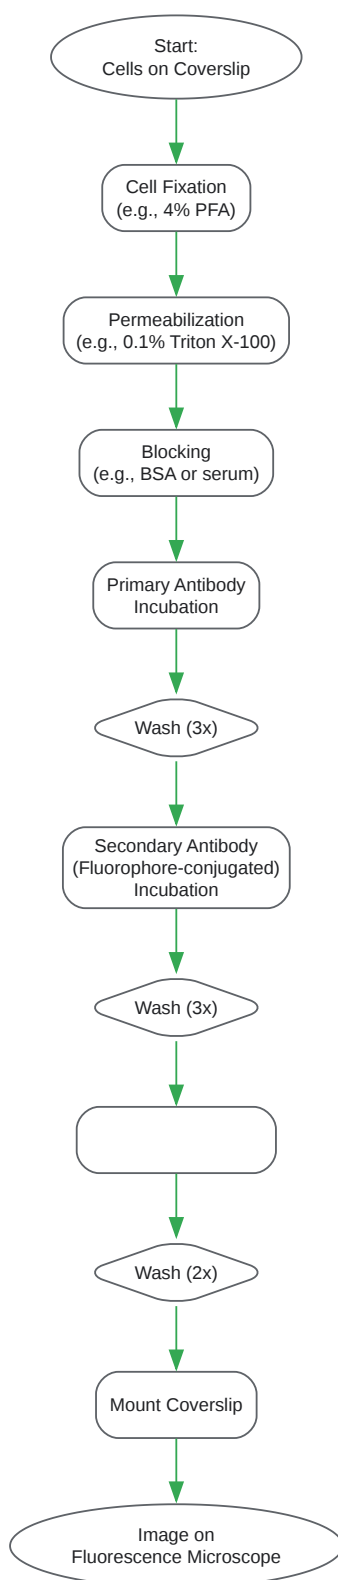 Start:
Cells on Coverslip
Cell Fixation
(e.g., 4% PFA)
Permeabilization
(e.g., 0.1% Triton X-100)
Blocking
(e.g., BSA or serum)
Primary Antibody
Incubation
Wash (3x)
Secondary Antibody
(Fluorophore-conjugated)
Incubation
Wash (3x)
Wash (2x)
Mount Coverslip
Image on
Fluorescence Microscope